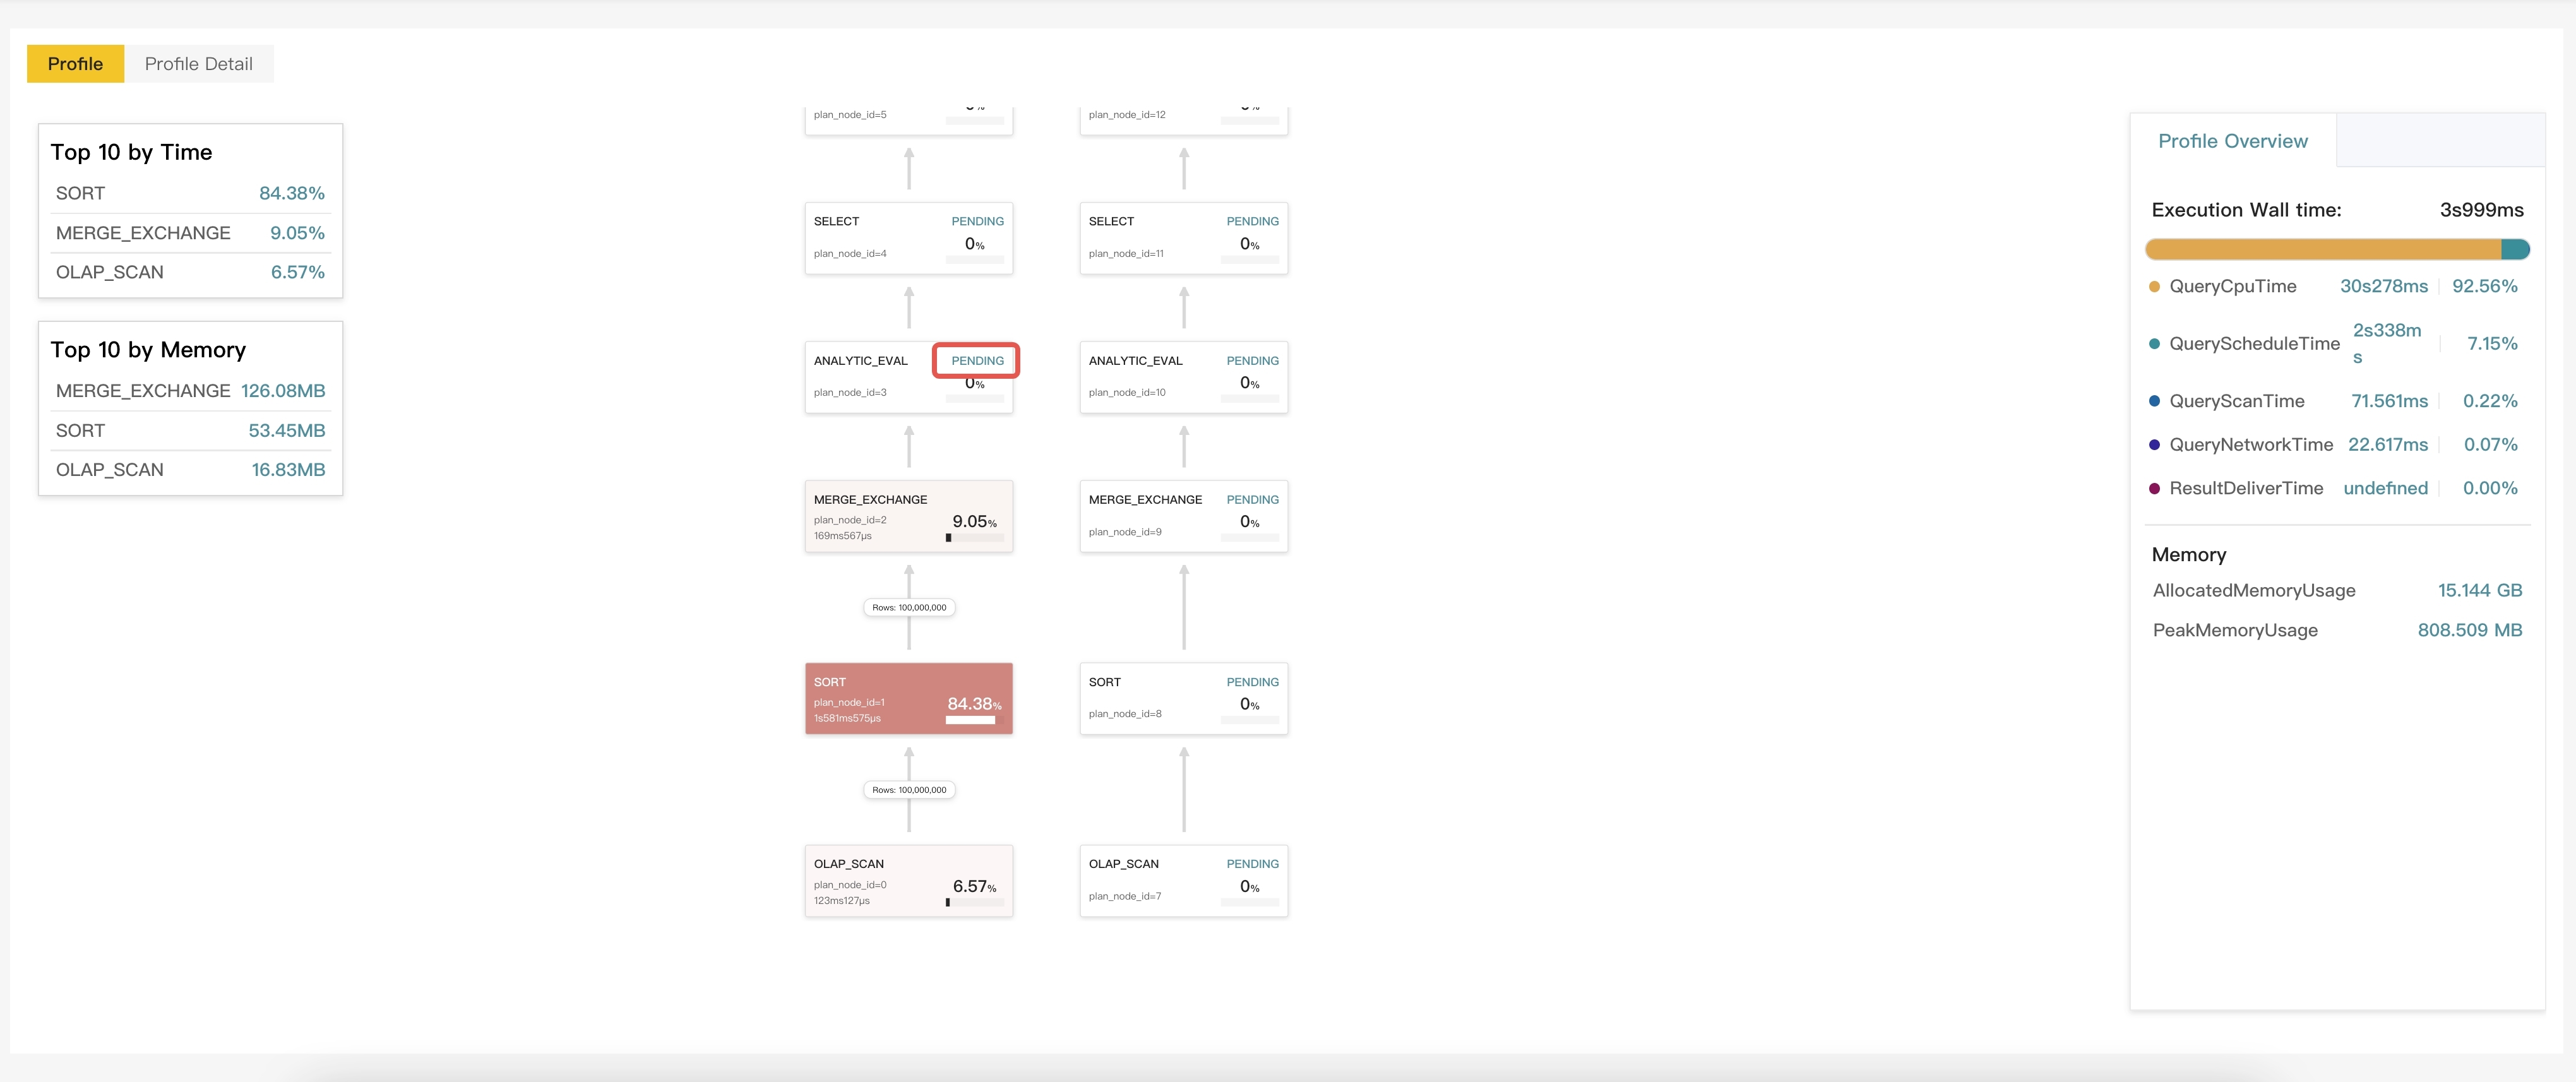 Profile
Profile Detail
Top 10 by Time
SORT 84.38%
MERGE_EXCHANGE 9.05%
OLAP_SCAN 6.57%
Top 10 by Memory
MERGE_EXCHANGE 126.08MB
SORT 53.45MB
OLAP_SCAN 16.83MB
plan_node_id=5
SELECT PENDING
0%
plan_node_id=4
ANALYTIC_EVAL PENDING
0%
plan_node_id=3
MERGE_EXCHANGE
plan_node_id=2 9.05%
169ms567µs
Rows: 100,000,000
SORT
plan_node_id=1 84.38%
1s581ms575µs
Rows: 100,000,000
OLAP_SCAN
plan_node_id=0 6.57%
123ms127µs
plan_node_id=12
SELECT PENDING
0%
plan_node_id=11
ANALYTIC_EVAL PENDING
0%
plan_node_id=10
MERGE_EXCHANGE PENDING
0%
plan_node_id=9
SORT PENDING
0%
plan_node_id=8
OLAP_SCAN PENDING
0%
plan_node_id=7
Profile Overview
Execution Wall time: 3s999ms
QueryCpuTime 30s278ms 92.56%
QueryScheduleTime 2s338m
s 7.15%
QueryScanTime 71.561ms 0.22%
QueryNetworkTime 22.617ms 0.07%
ResultDeliverTime undefined 0.00%
Memory
AllocatedMemoryUsage 15.144 GB
PeakMemoryUsage 808.509 MB